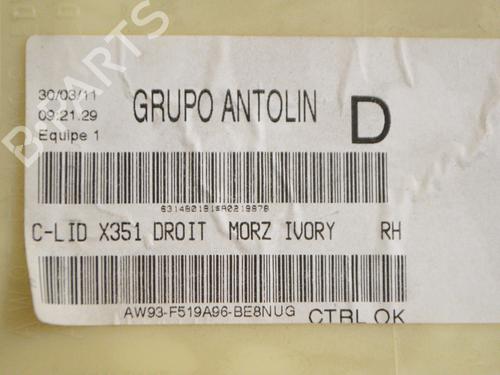 30/03/11
09.21.29
Equipe 1
GRUPO ANTOLIN
D
C-LID X351 DROIT MORZ IVORY RH
AW93-F519A96-BE8NUG
CTRL OK
PARTS